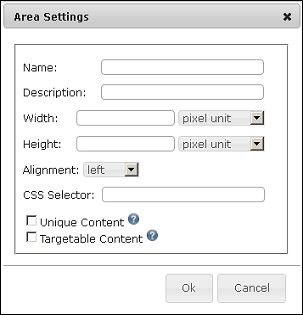 Area Settings
Name:
Description:
Width: pixel unit
Height: pixel unit
Alignment: left
CSS Selector:
Unique Content ?
Targetable Content ?
Ok Cancel